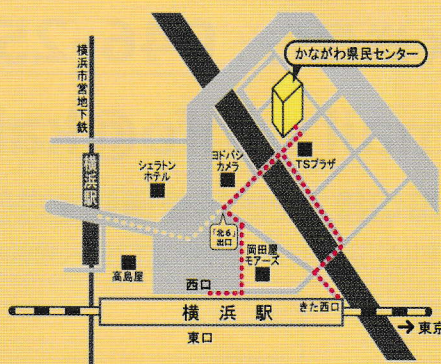 かながわ県民センター
横浜市営地下鉄
横浜駅
シェラトン
ホテル
ヨドバシ
カメラ
TSプラザ
「北6」
出口
岡田屋
モアーズ
高島屋
西口
きた西口
横浜駅
東口
→東京